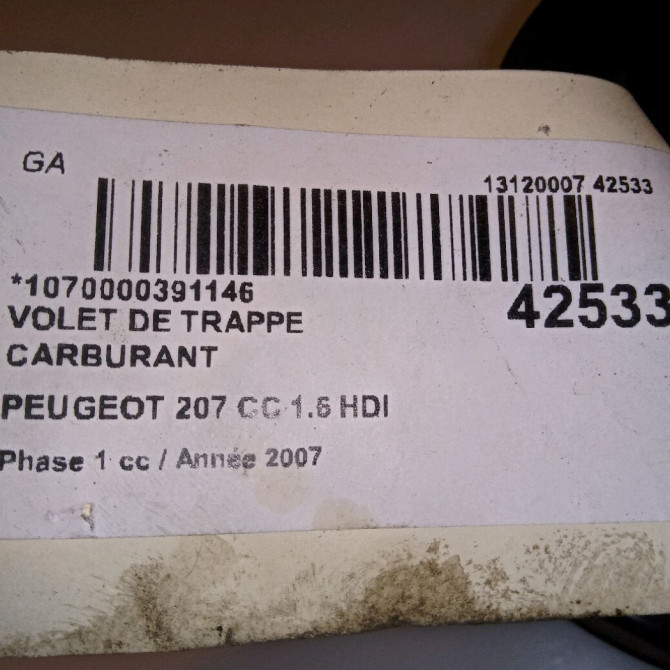 GA
13120007 42533
*1070000391146
42533
VOLET DE TRAPPE
CARBURANT
PEUGEOT 207 CC 1.6 HDI
Phase 1 cc / Année 2007